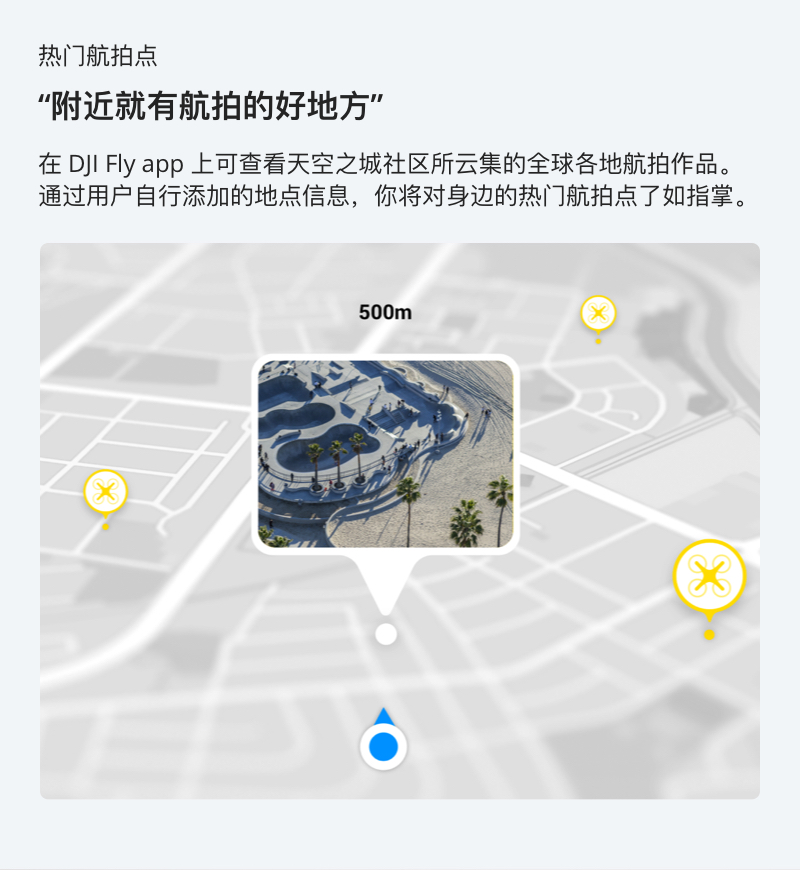 热门航拍点
“附近就有航拍的好地方”
在 DJI Fly app 上可查看天空之城社区所云集的全球各地航拍作品。
通过用户自行添加的地点信息，你将对身边的热门航拍点了如指掌。
500m